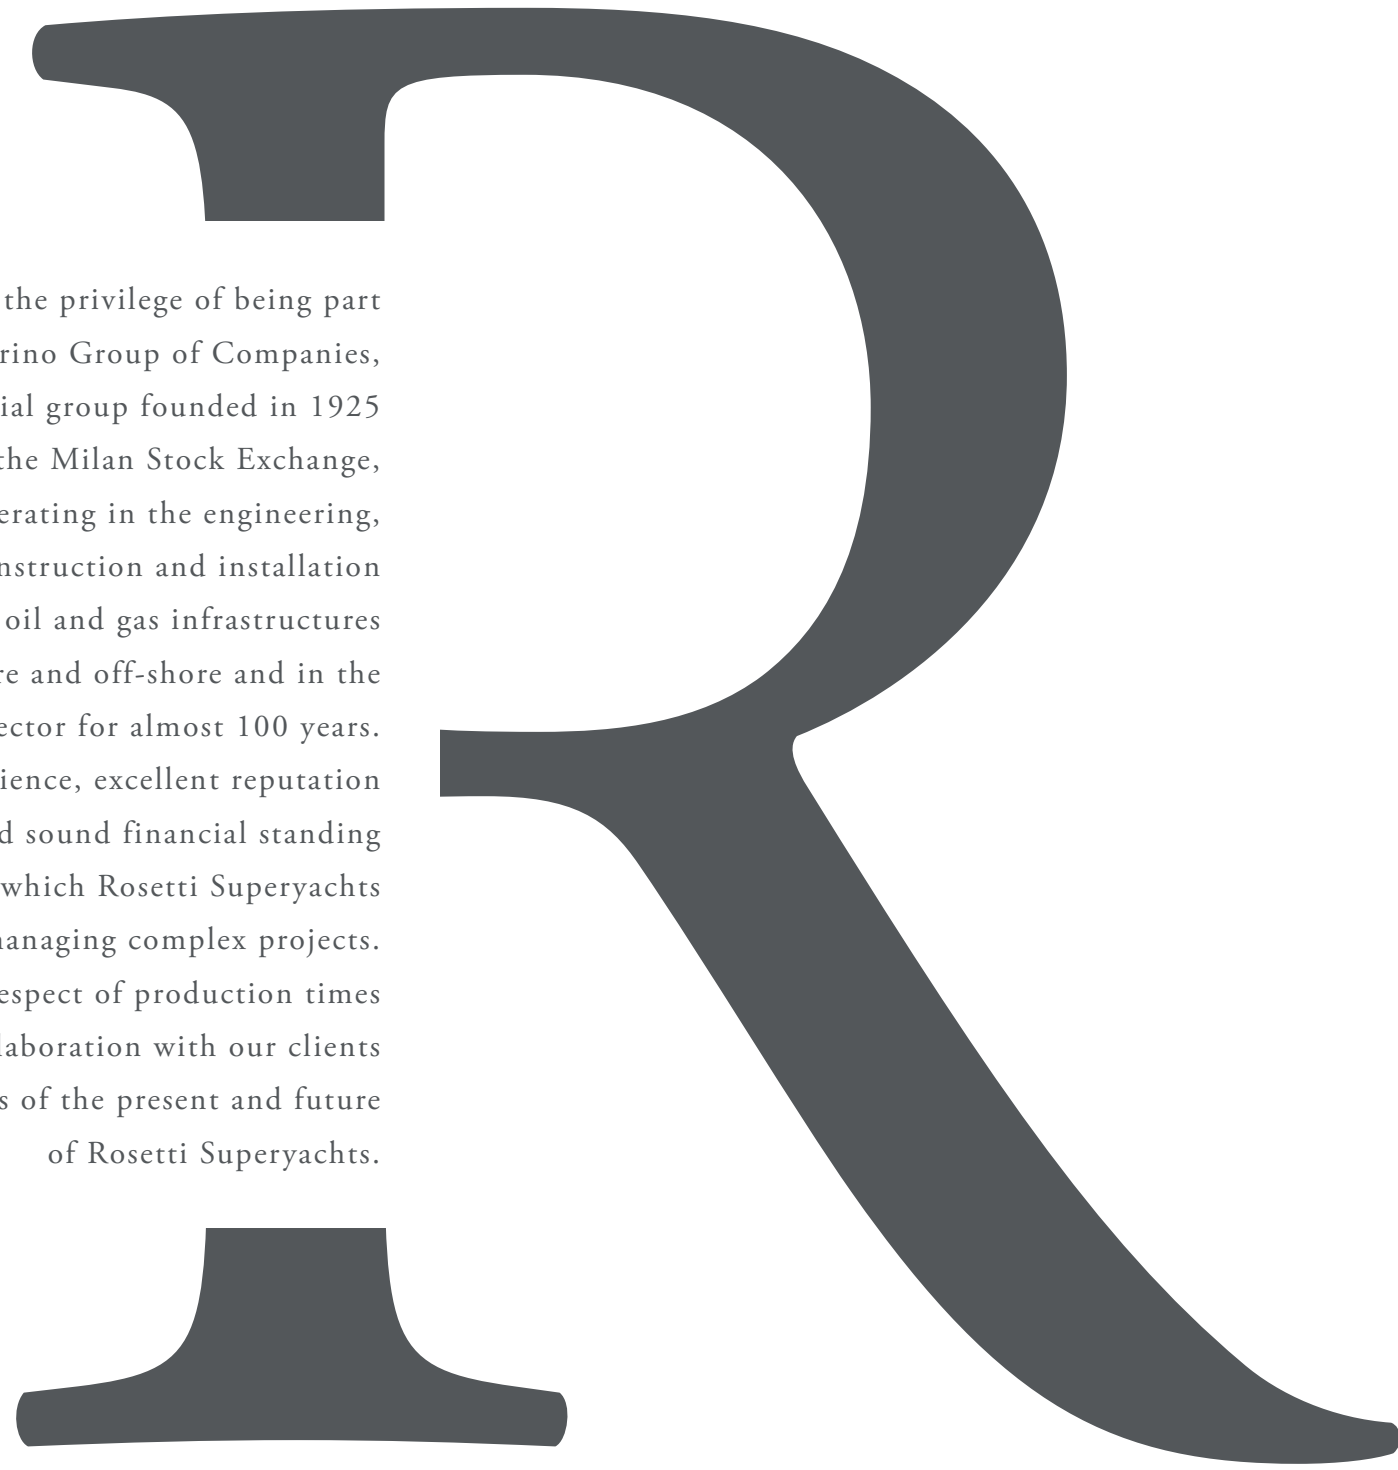 R
the privilege of being part
rino Group of Companies,
ial group founded in 1925
the Milan Stock Exchange,
erating in the engineering,
nstruction and installation
oil and gas infrastructures
re and off-shore and in the
ector for almost 100 years.
ience, excellent reputation
d sound financial standing
which Rosetti Superyachts
anaging complex projects.
espect of production times
laboration with our clients
s of the present and future
of Rosetti Superyachts.